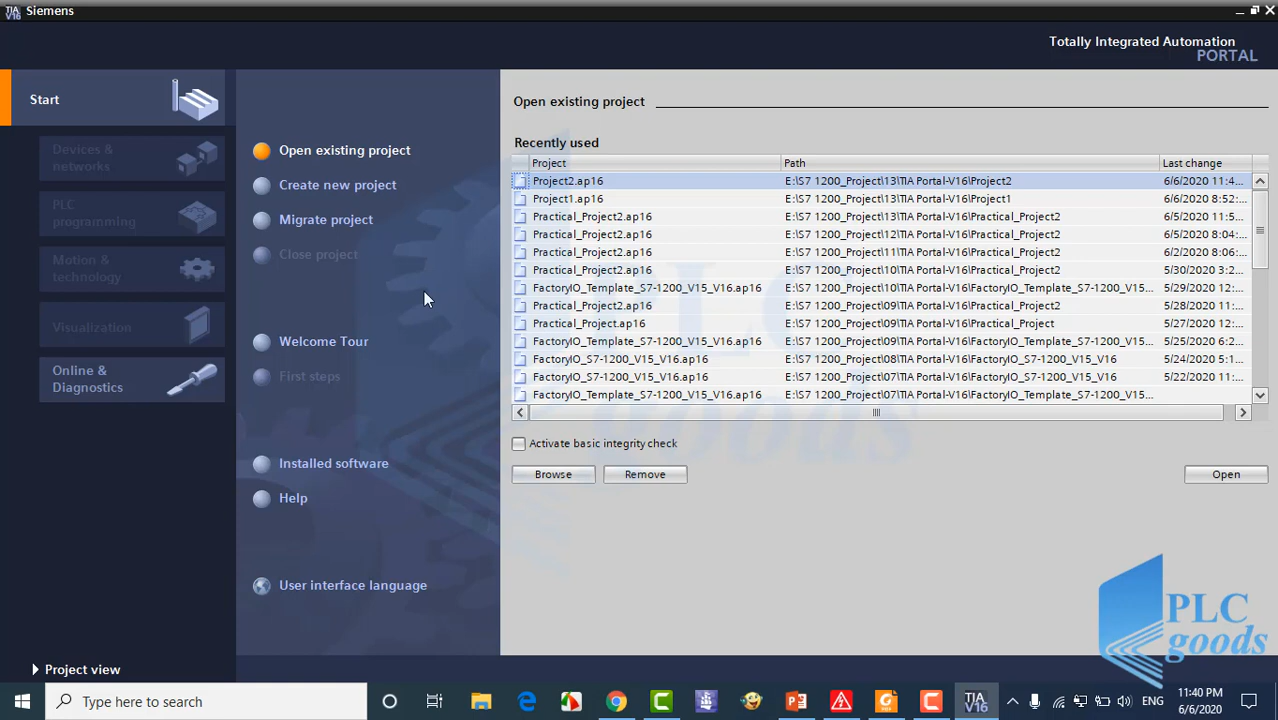 TIA V16 Siemens
Totally Integrated Automation
PORTAL
Start
Devices &
networks
PLC
programming
Motion &
technology
Visualization
Online &
Diagnostics
Open existing project
Create new project
Migrate project
Close project
Welcome Tour
First steps
Installed software
Help
User interface language
Open existing project
Recently used
Project Path Last change
Project2.ap16 E:\S7 1200_Project\13\TIA Portal-V16\Project2 6/6/2020 11:4...
Project1.ap16 E:\S7 1200_Project\13\TIA Portal-V16\Project1 6/6/2020 8:52:...
Practical_Project2.ap16 E:\S7 1200_Project\13\TIA Portal-V16\Practical_Project2 6/6/2020 11:5...
Practical_Project2.ap16 E:\S7 1200_Project\12\TIA Portal-V16\Practical_Project2 6/5/2020 8:04:...
Practical_Project2.ap16 E:\S7 1200_Project\11\TIA Portal-V16\Practical_Project2 6/2/2020 8:06:...
Practical_Project2.ap16 E:\S7 1200_Project\10\TIA Portal-V16\Practical_Project2 5/30/2020 3:2...
FactoryIO_Template_S7-1200_V15_V16.ap16 E:\S7 1200_Project\10\TIA Portal-V16\FactoryIO_Template_S7-1200_V15_V16... 5/29/2020 12:...
Practical_Project2.ap16 E:\S7 1200_Project\09\TIA Portal-V16\Practical_Project2 5/28/2020 11:...
Practical_Project.ap16 E:\S7 1200_Project\09\TIA Portal-V16\Practical_Project 5/27/2020 12:...
FactoryIO_Template_S7-1200_V15_V16.ap16 E:\S7 1200_Project\09\TIA Portal-V16\FactoryIO_Template_S7-1200_V15... 5/25/2020 6:2...
FactoryIO_S7-1200_V15_V16.ap16 E:\S7 1200_Project\08\TIA Portal-V16\FactoryIO_S7-1200_V15_V16 5/24/2020 5:1...
FactoryIO_S7-1200_V15_V16.ap16 E:\S7 1200_Project\07\TIA Portal-V16\FactoryIO_S7-1200_V15_V16 5/22/2020 11:...
FactoryIO_Template_S7-1200_V15_V16.ap16 E:\S7 1200_Project\07\TIA Portal-V16\FactoryIO_Template_S7-1200_V15...
Activate basic integrity check
Browse Remove Open
PLC
goods
Project view
Type here to search
TIA V16
ENG
11:40 PM
6/6/2020